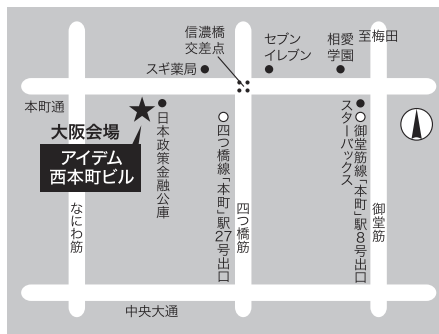 信濃橋
交差点
セブン
イレブン
相愛
学園
至梅田
スギ薬局
本町通
大阪会場
アイデム
西本町ビル
日本政策金融公庫
四つ橋線「本町」駅27号出口
スターバックス
御堂筋線「本町」駅8号出口
なにわ筋
四つ橋筋
御堂筋
中央大通